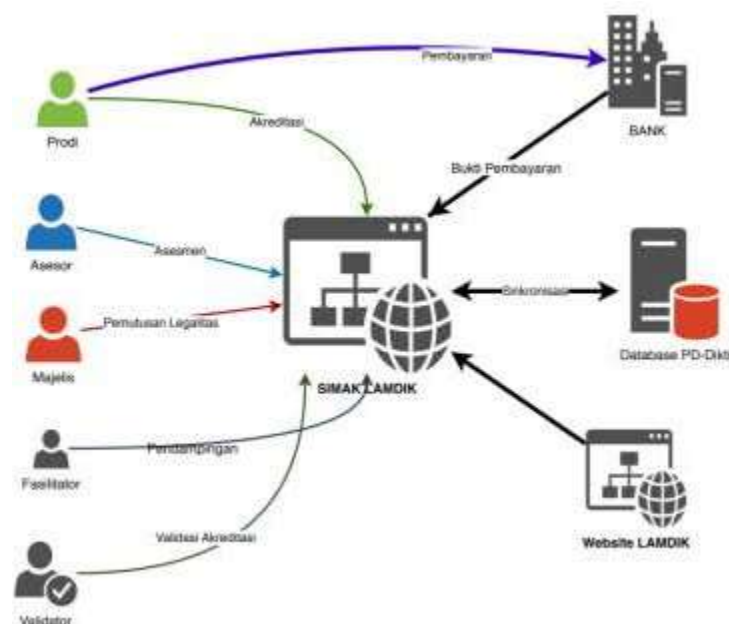 Pembayaran
Prodi
BANK
Akreditasi
Bukti Pembayaran
Asesor
Asesmen
Sinkronisasi
Majelis
Pemutusan Legalitas
Database PD-Dikti
SIMAK LAMDIK
Fasilitator
Pendampingan
Website LAMDIK
Validasi Akreditasi
Validator